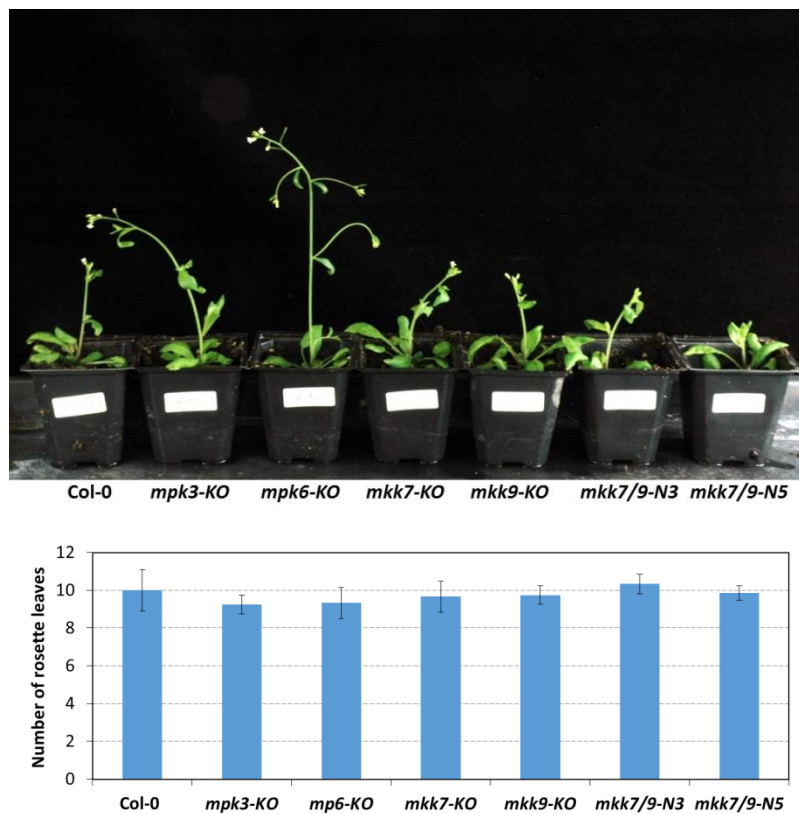 Col-0 mpk3-KO mpk6-KO mkk7-KO mkk9-KO mkk7/9-N3 mkk7/9-N5
12
10
8
6
4
2
0
Number of rosette leaves
Col-0 mpk3-KO mp6-KO mkk7-KO mkk9-KO mkk7/9-N3 mkk7/9-N5